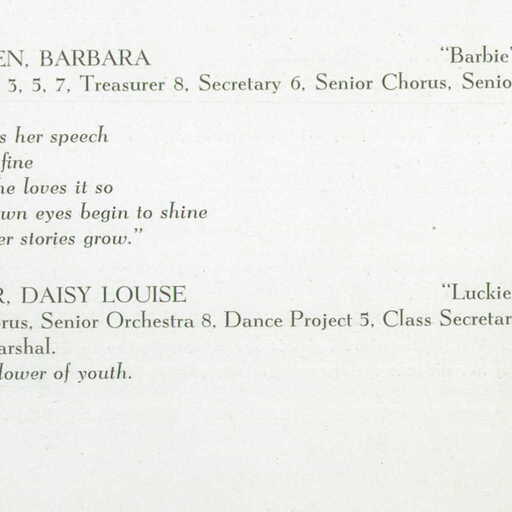 EN, BARBARA "Barbie"
3, 5, 7, Treasurer 8, Secretary 6, Senior Chorus, Senio
s her speech
fine
he loves it so
wn eyes begin to shine
er stories grow."
R, DAISY LOUISE "Luckie
rus, Senior Orchestra 8, Dance Project 5, Class Secretar
arshal.
lower of youth.